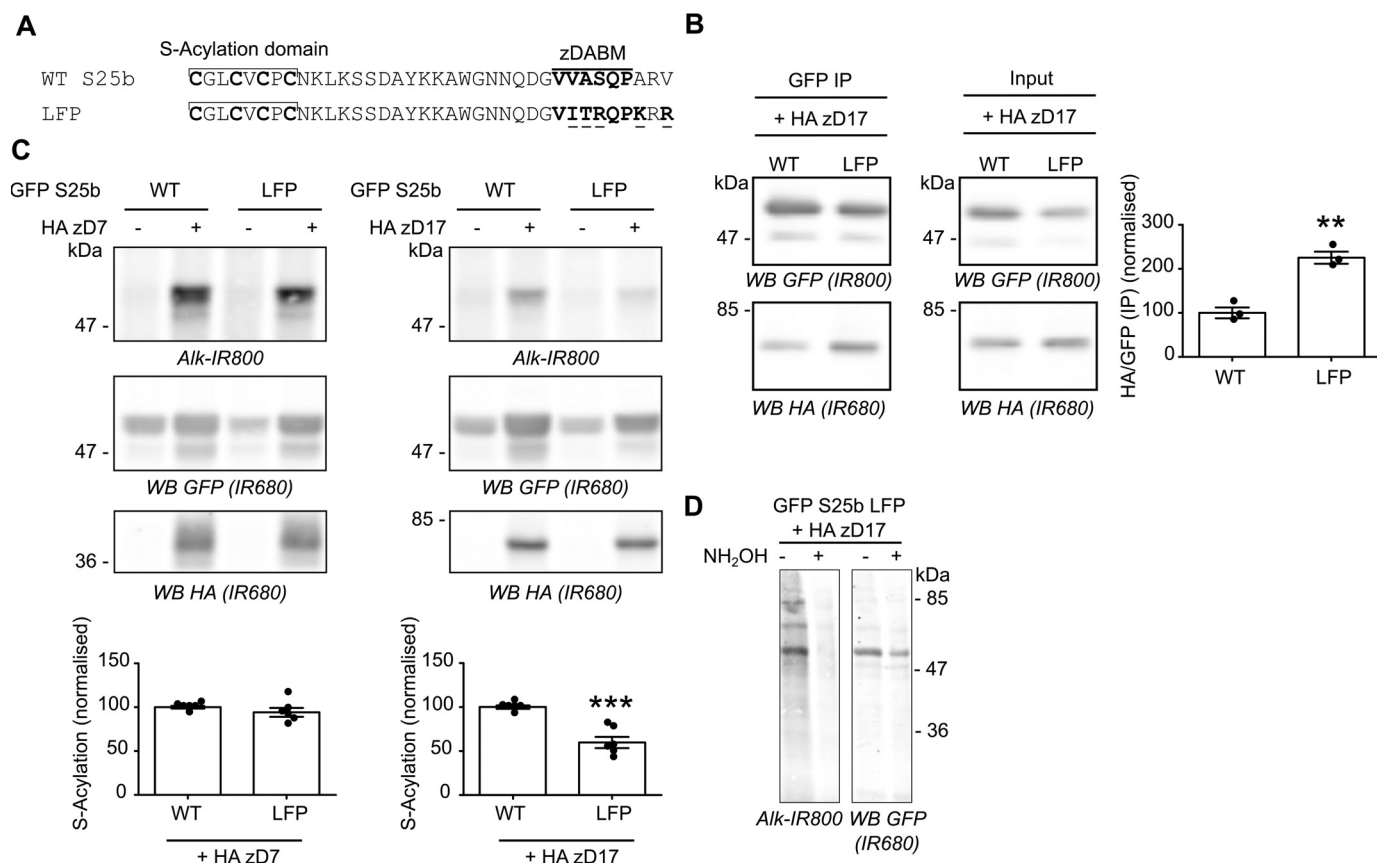 A
S-Acylation domain zDABM
WT S25b CGLCVCPCNKLKSSDAYKKAWGNNQDGVVASQPARV
LFP CGLCVCPCNKLKSSDAYKKAWGNNQDGVITRQPKRR
B
GFP IP Input
+ HA zD17 + HA zD17
WT LFP WT LFP
kDa kDa
47 - 47 -
WB GFP (IR800) WB GFP (IR800)
85 - 85 -
WB HA (IR680) WB HA (IR680)
HA/GFP (IP) (normalised)
300
200
100
0
**
WT LFP
C
GFP S25b WT LFP
HA zD7 - + - +
kDa
47 -
Alk-IR800
47 -
WB GFP (IR680)
36 -
WB HA (IR680)
S-Acylation (normalised)
150
100
50
0
WT LFP
+ HA zD7
GFP S25b WT LFP
HA zD17 - + - +
kDa
47 -
Alk-IR800
47 -
WB GFP (IR680)
85 -
WB HA (IR680)
S-Acylation (normalised)
150
100
50
0
***
WT LFP
+ HA zD17
D
GFP S25b LFP
+ HA zD17
NH2OH - + - +
kDa
- 85
- 47
- 36
Alk-IR800 WB GFP
(IR680)